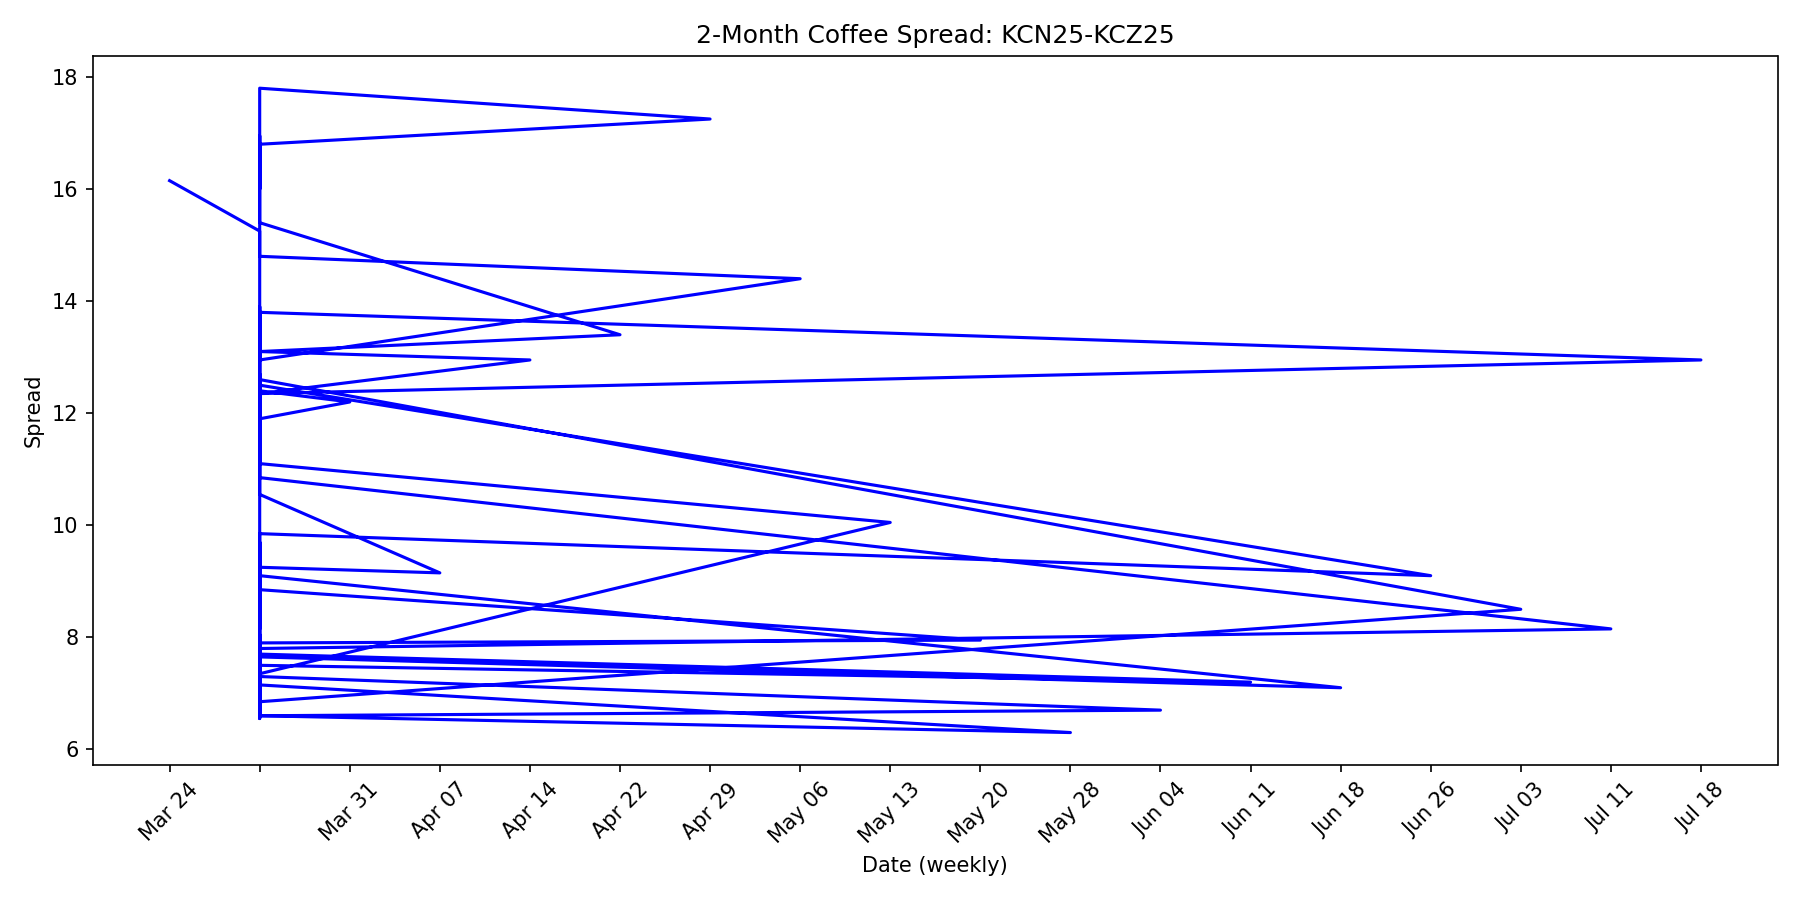 2-Month Coffee Spread: KCN25-KCZ25
18
16
14
12
10
8
6
Spread
Mar 24
Mar 31
Apr 07
Apr 14
Apr 22
Apr 29
May 06
May 13
May 20
May 28
Jun 04
Jun 11
Jun 18
Jun 26
Jul 03
Jul 11
Jul 18
Date (weekly)